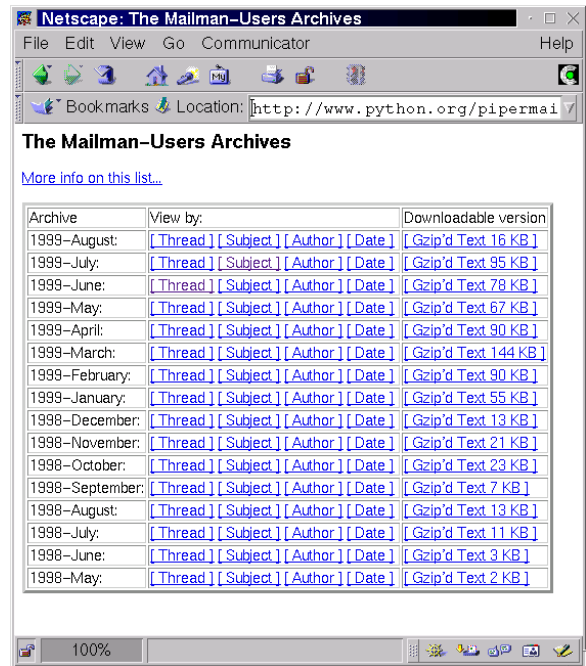 Netscape: The Mailman-Users Archives
File Edit View Go Communicator Help
My
Bookmarks Location: http://www.python.org/pipermai
The Mailman-Users Archives
More info on this list...
Archive View by: Downloadable version
1999-August: [ Thread ] [ Subject ] [ Author ] [ Date ] [ Gzip'd Text 16 KB ]
1999-July: [ Thread ] [ Subject ] [ Author ] [ Date ] [ Gzip'd Text 95 KB ]
1999-June: [ Thread ] [ Subject ] [ Author ] [ Date ] [ Gzip'd Text 78 KB ]
1999-May: [ Thread ] [ Subject ] [ Author ] [ Date ] [ Gzip'd Text 67 KB ]
1999-April: [ Thread ] [ Subject ] [ Author ] [ Date ] [ Gzip'd Text 90 KB ]
1999-March: [ Thread ] [ Subject ] [ Author ] [ Date ] [ Gzip'd Text 144 KB ]
1999-February: [ Thread ] [ Subject ] [ Author ] [ Date ] [ Gzip'd Text 90 KB ]
1999-January: [ Thread ] [ Subject ] [ Author ] [ Date ] [ Gzip'd Text 55 KB ]
1998-December: [ Thread ] [ Subject ] [ Author ] [ Date ] [ Gzip'd Text 13 KB ]
1998-November: [ Thread ] [ Subject ] [ Author ] [ Date ] [ Gzip'd Text 21 KB ]
1998-October: [ Thread ] [ Subject ] [ Author ] [ Date ] [ Gzip'd Text 23 KB ]
1998-September: [ Thread ] [ Subject ] [ Author ] [ Date ] [ Gzip'd Text 7 KB ]
1998-August: [ Thread ] [ Subject ] [ Author ] [ Date ] [ Gzip'd Text 13 KB ]
1998-July: [ Thread ] [ Subject ] [ Author ] [ Date ] [ Gzip'd Text 11 KB ]
1998-June: [ Thread ] [ Subject ] [ Author ] [ Date ] [ Gzip'd Text 3 KB ]
1998-May: [ Thread ] [ Subject ] [ Author ] [ Date ] [ Gzip'd Text 2 KB ]
100%